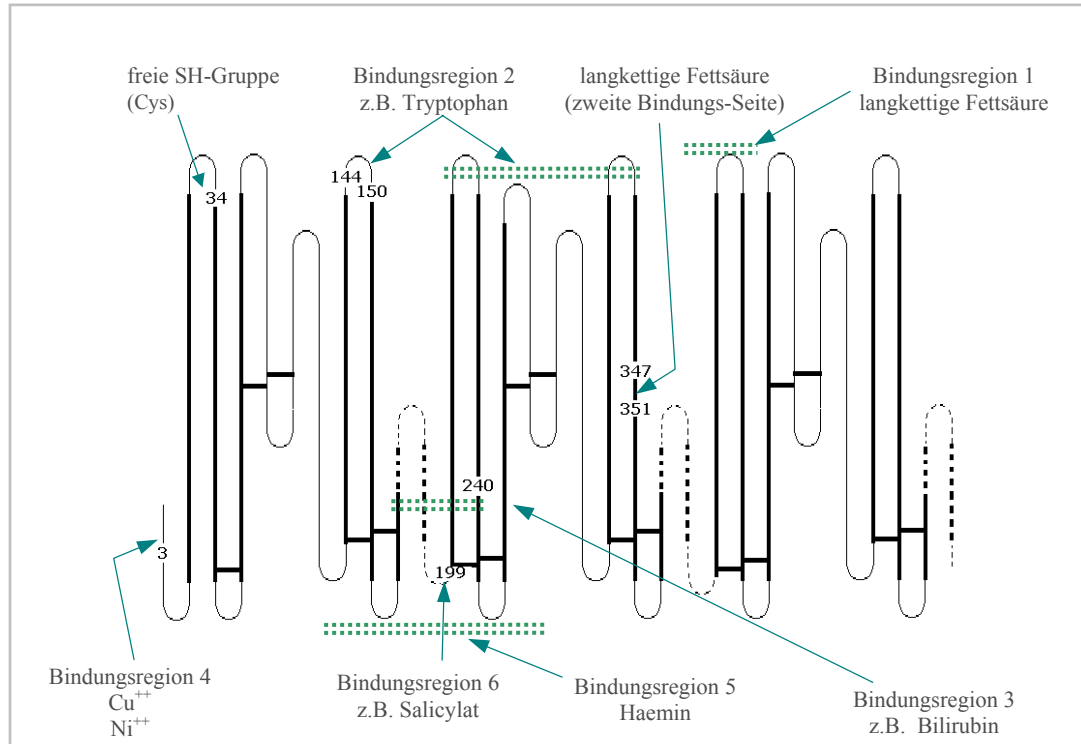 freie SH-Gruppe
(Cys)
Bindungsregion 2
z.B. Tryptophan
langkettige Fettsäure
(zweite Bindungs-Seite)
Bindungsregion 1
langkettige Fettsäure
144
150
34
347
351
240
3
199
Bindungsregion 4
Cu⁺⁺
Ni⁺⁺
Bindungsregion 6
z.B. Salicylat
Bindungsregion 5
Haemin
Bindungsregion 3
z.B. Bilirubin